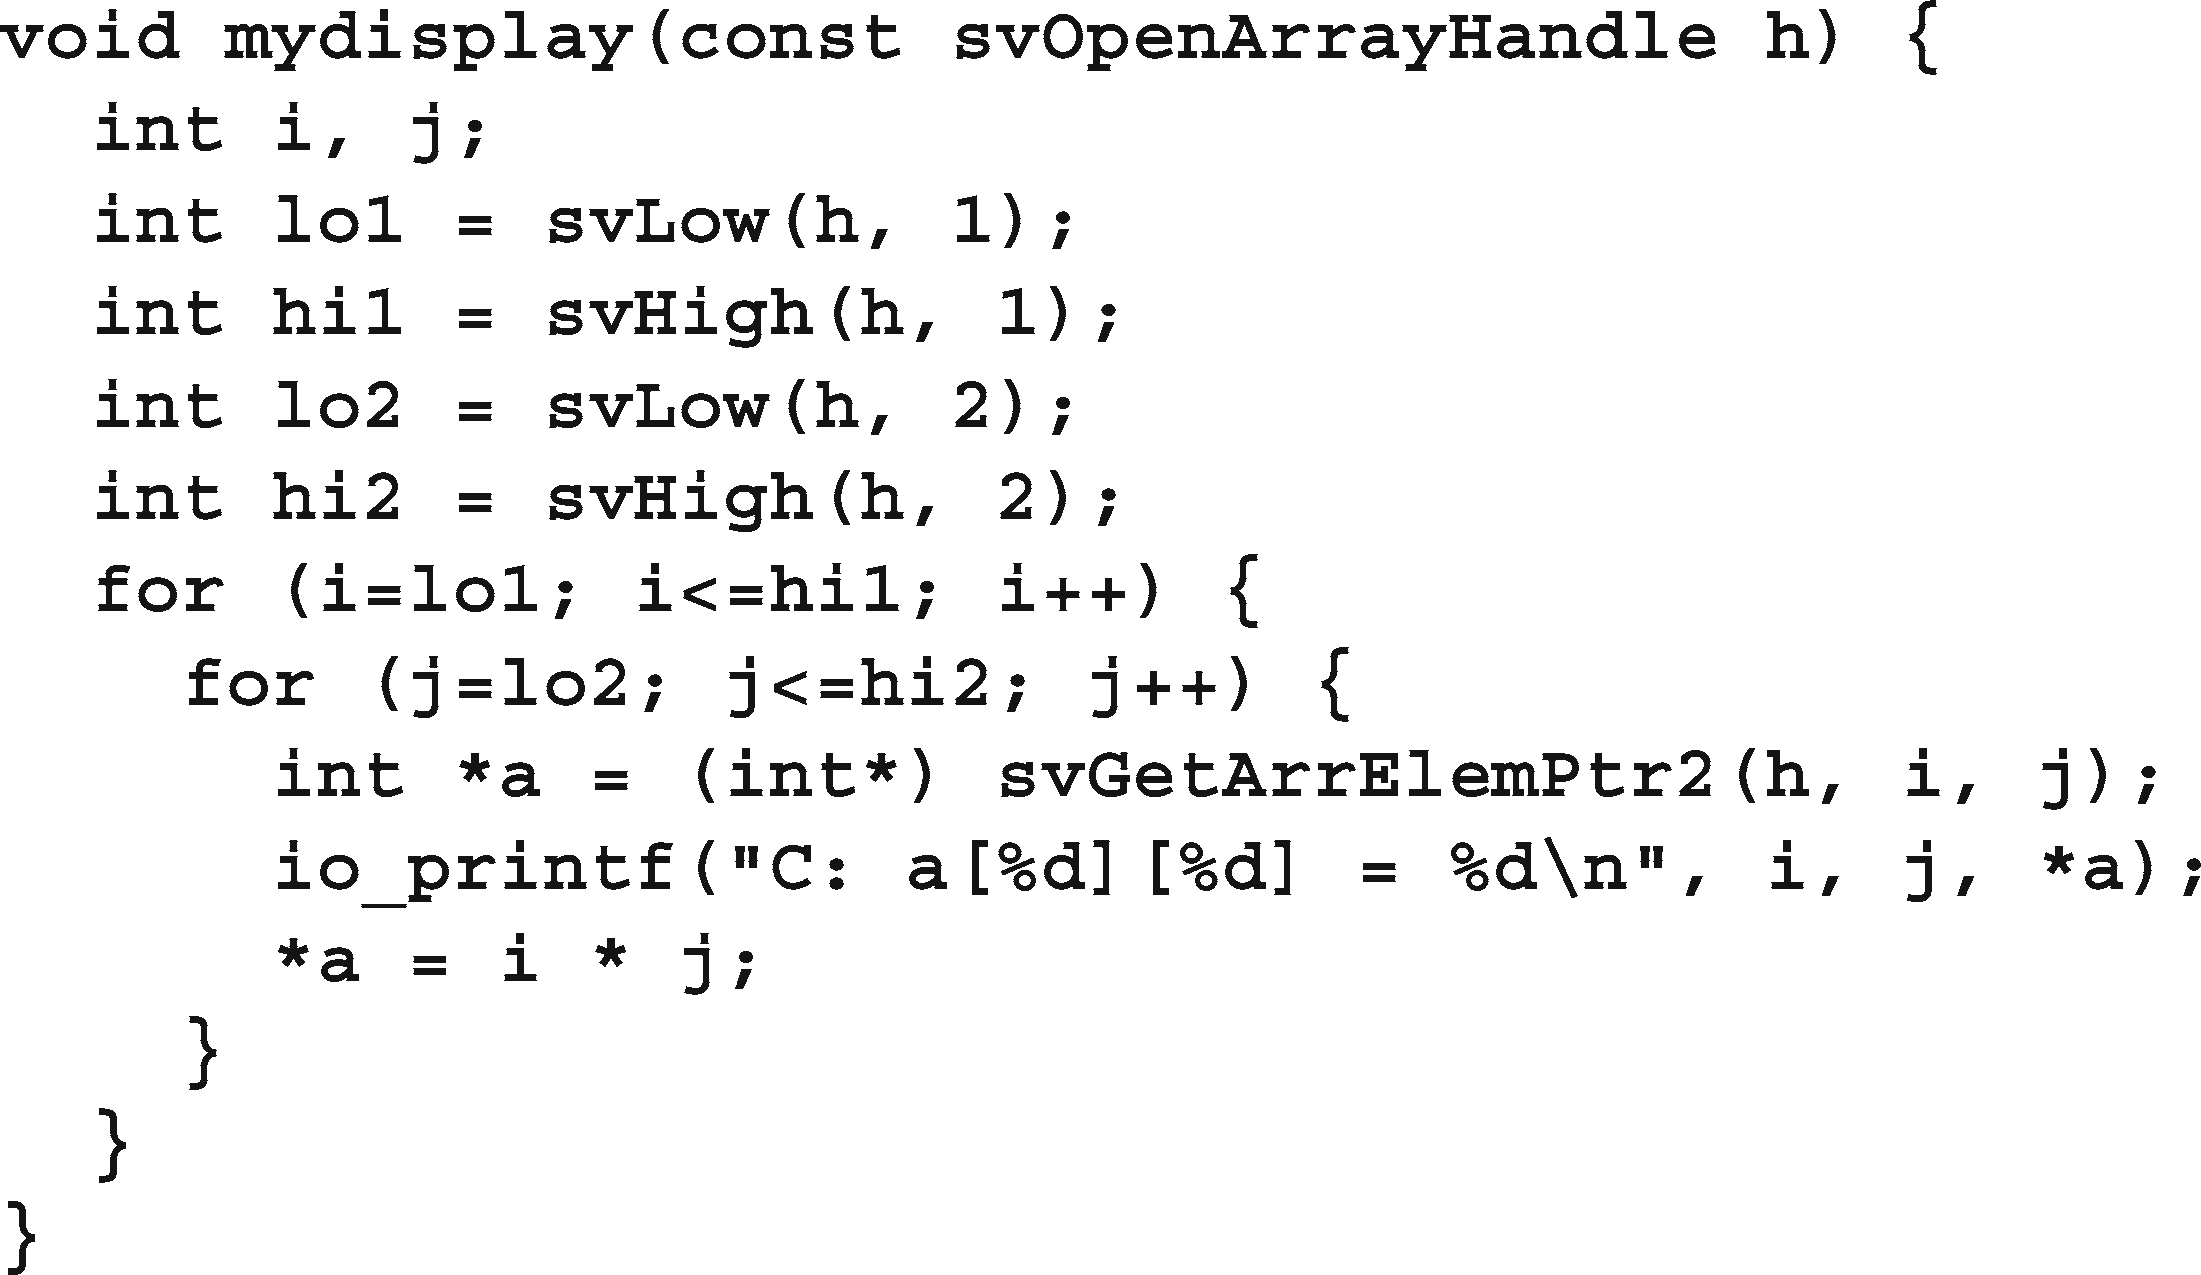 void mydisplay(const svOpenArrayHandle h) {
  int i, j;
  int lo1 = svLow(h, 1);
  int hi1 = svHigh(h, 1);
  int lo2 = svLow(h, 2);
  int hi2 = svHigh(h, 2);
  for (i=lo1; i<=hi1; i++) {
    for (j=lo2; j<=hi2; j++) {
      int *a = (int*) svGetArrElemPtr2(h, i, j);
      io_printf("C: a[%d][%d] = %d\n", i, j, *a);
      *a = i * j;
    }
  }
}